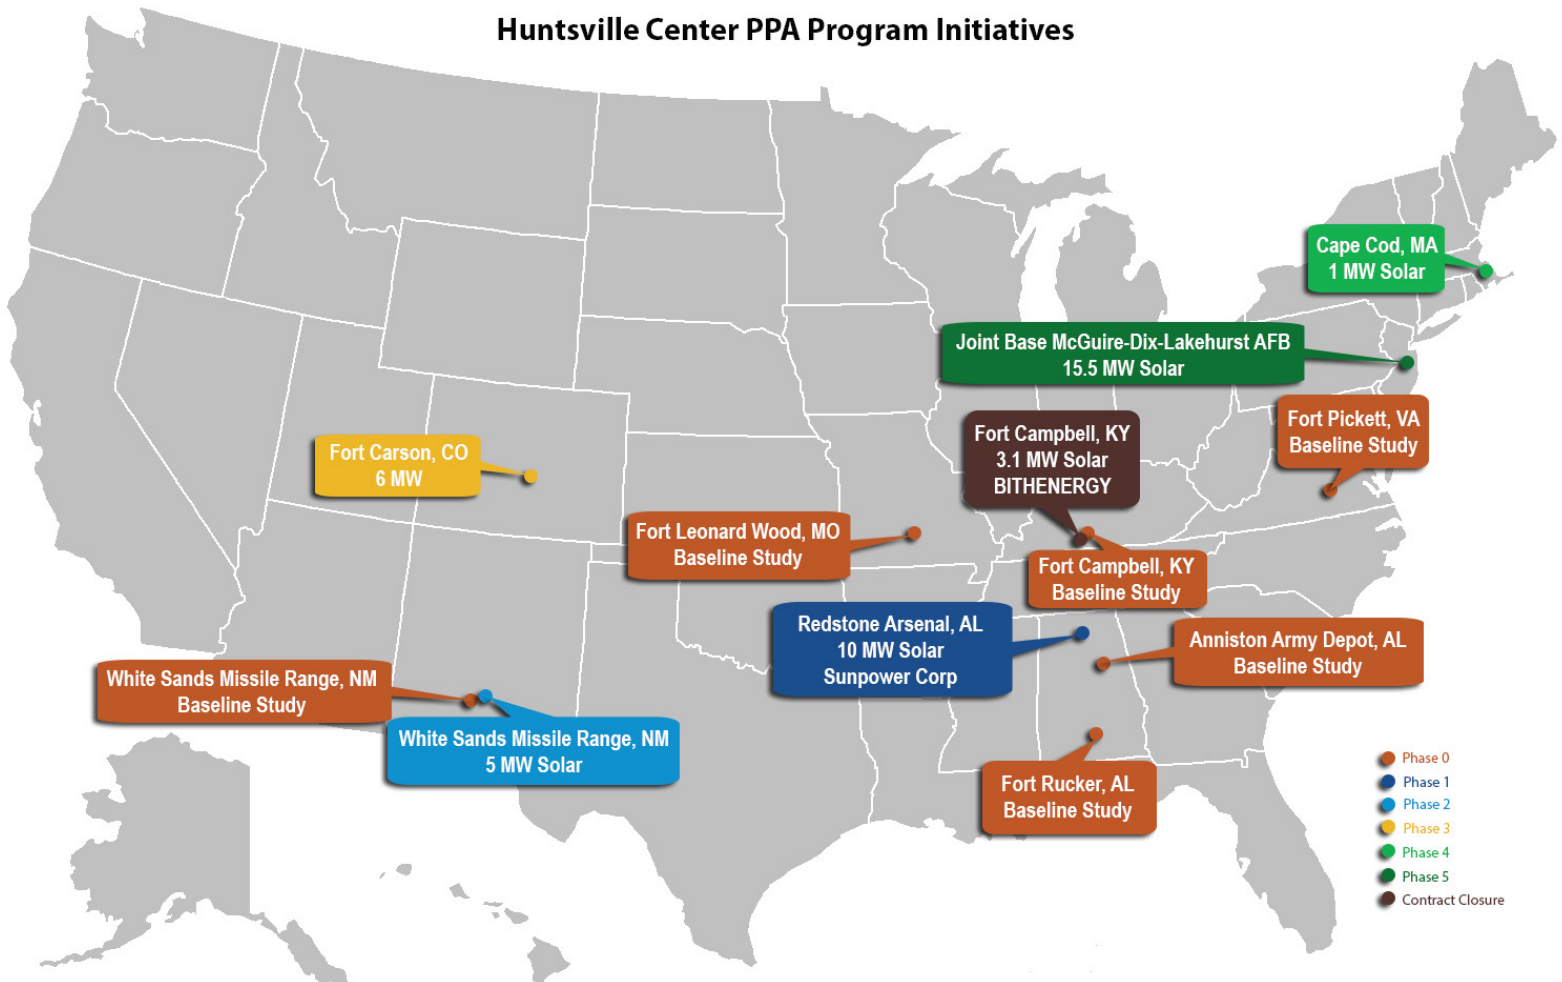 Huntsville Center PPA Program Initiatives
Cape Cod, MA
1 MW Solar
Joint Base McGuire-Dix-Lakehurst AFB
15.5 MW Solar
Fort Pickett, VA
Baseline Study
Fort Campbell, KY
3.1 MW Solar
BITHENERGY
Fort Carson, CO
6 MW
Fort Leonard Wood, MO
Baseline Study
Fort Campbell, KY
Baseline Study
Redstone Arsenal, AL
10 MW Solar
Sunpower Corp
Anniston Army Depot, AL
Baseline Study
White Sands Missile Range, NM
Baseline Study
White Sands Missile Range, NM
5 MW Solar
Fort Rucker, AL
Baseline Study
Phase 0
Phase 1
Phase 2
Phase 3
Phase 4
Phase 5
Contract Closure